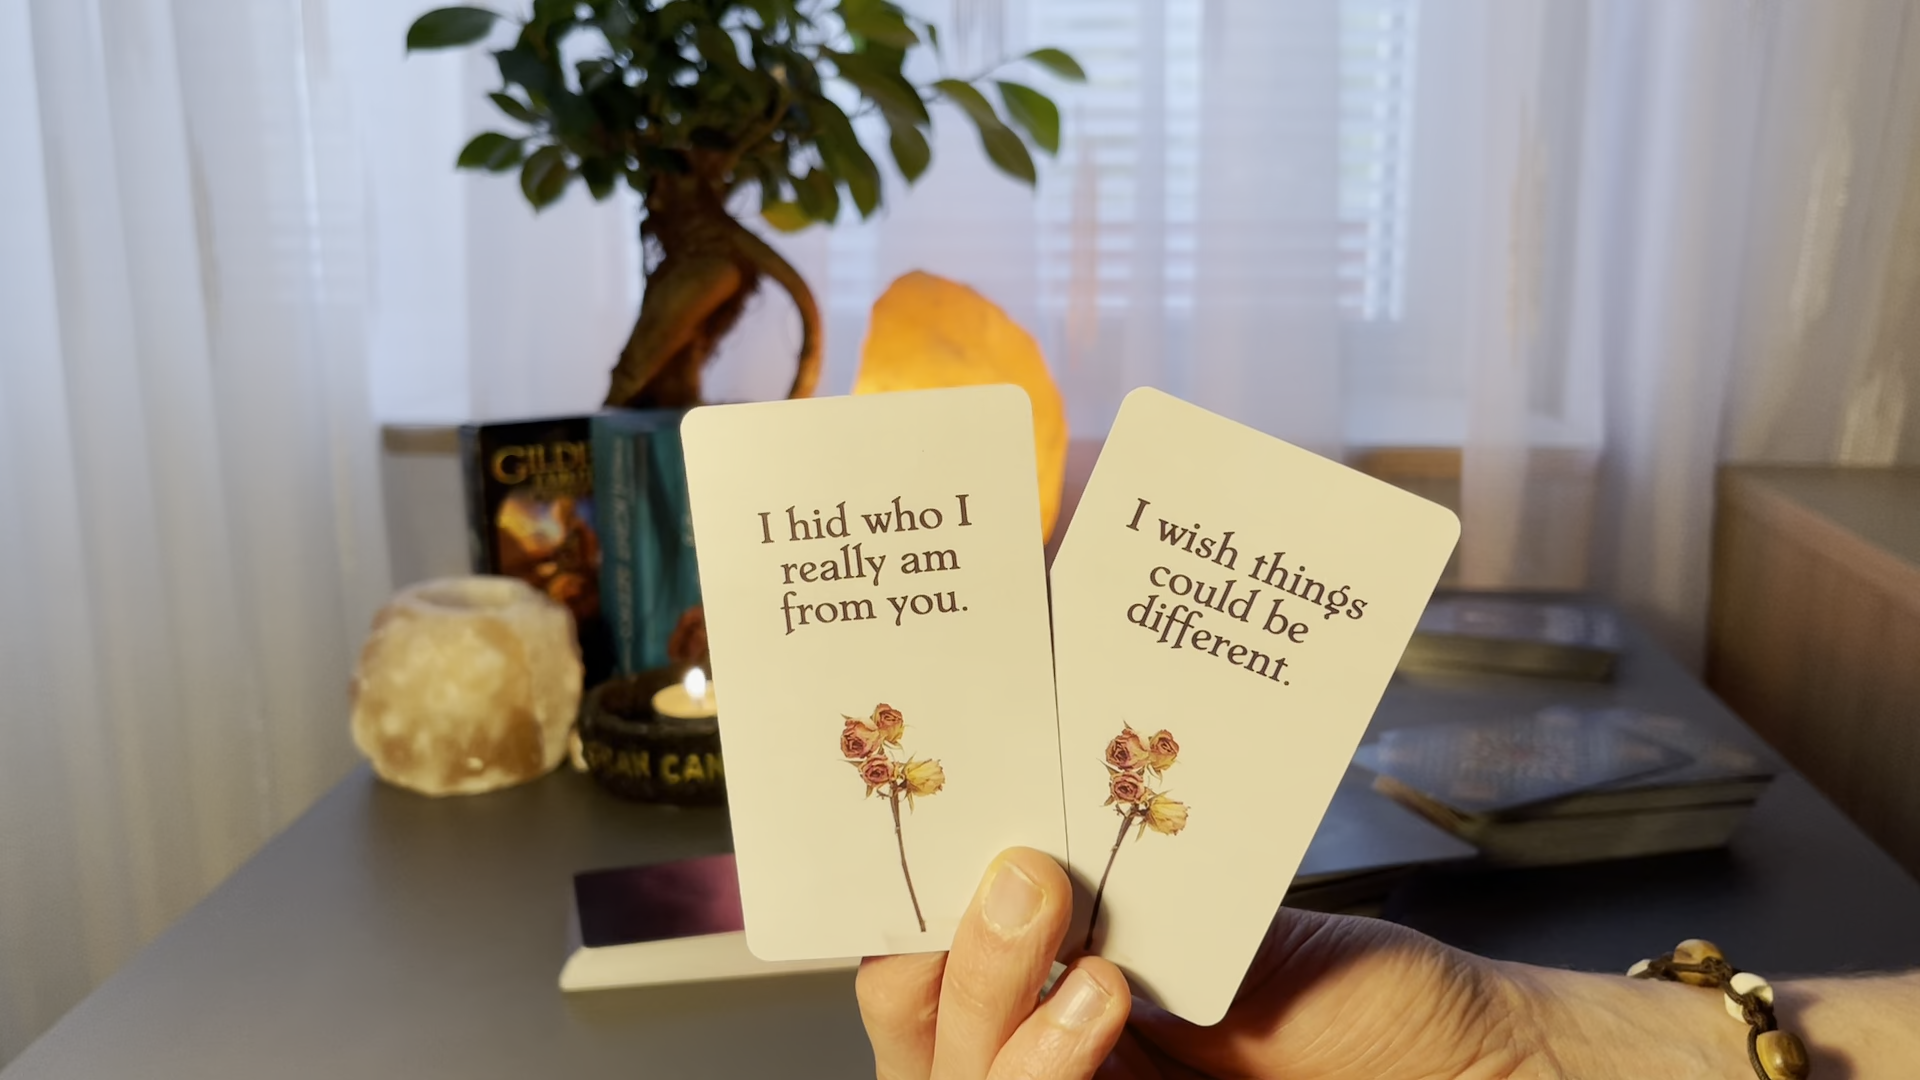 I hid who I
really am
from you.
I wish things
could be
different.